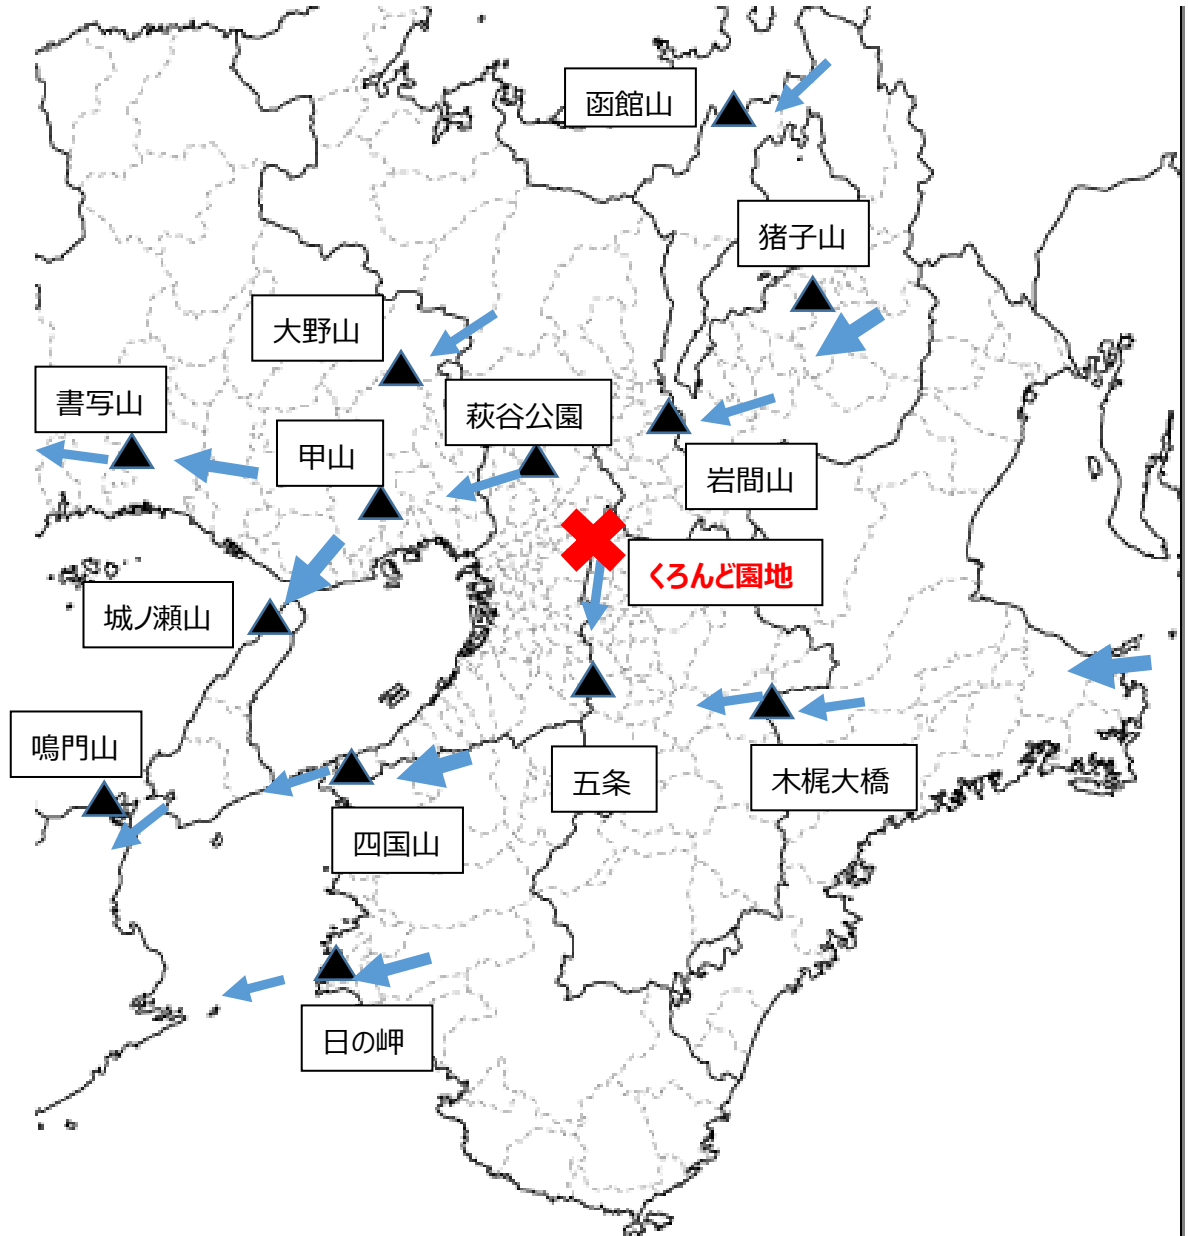 函館山
猪子山
大野山
書写山
萩谷公園
甲山
岩間山
くろんど園地
城ノ瀬山
鳴門山
五条
木梶大橋
四国山
日の岬